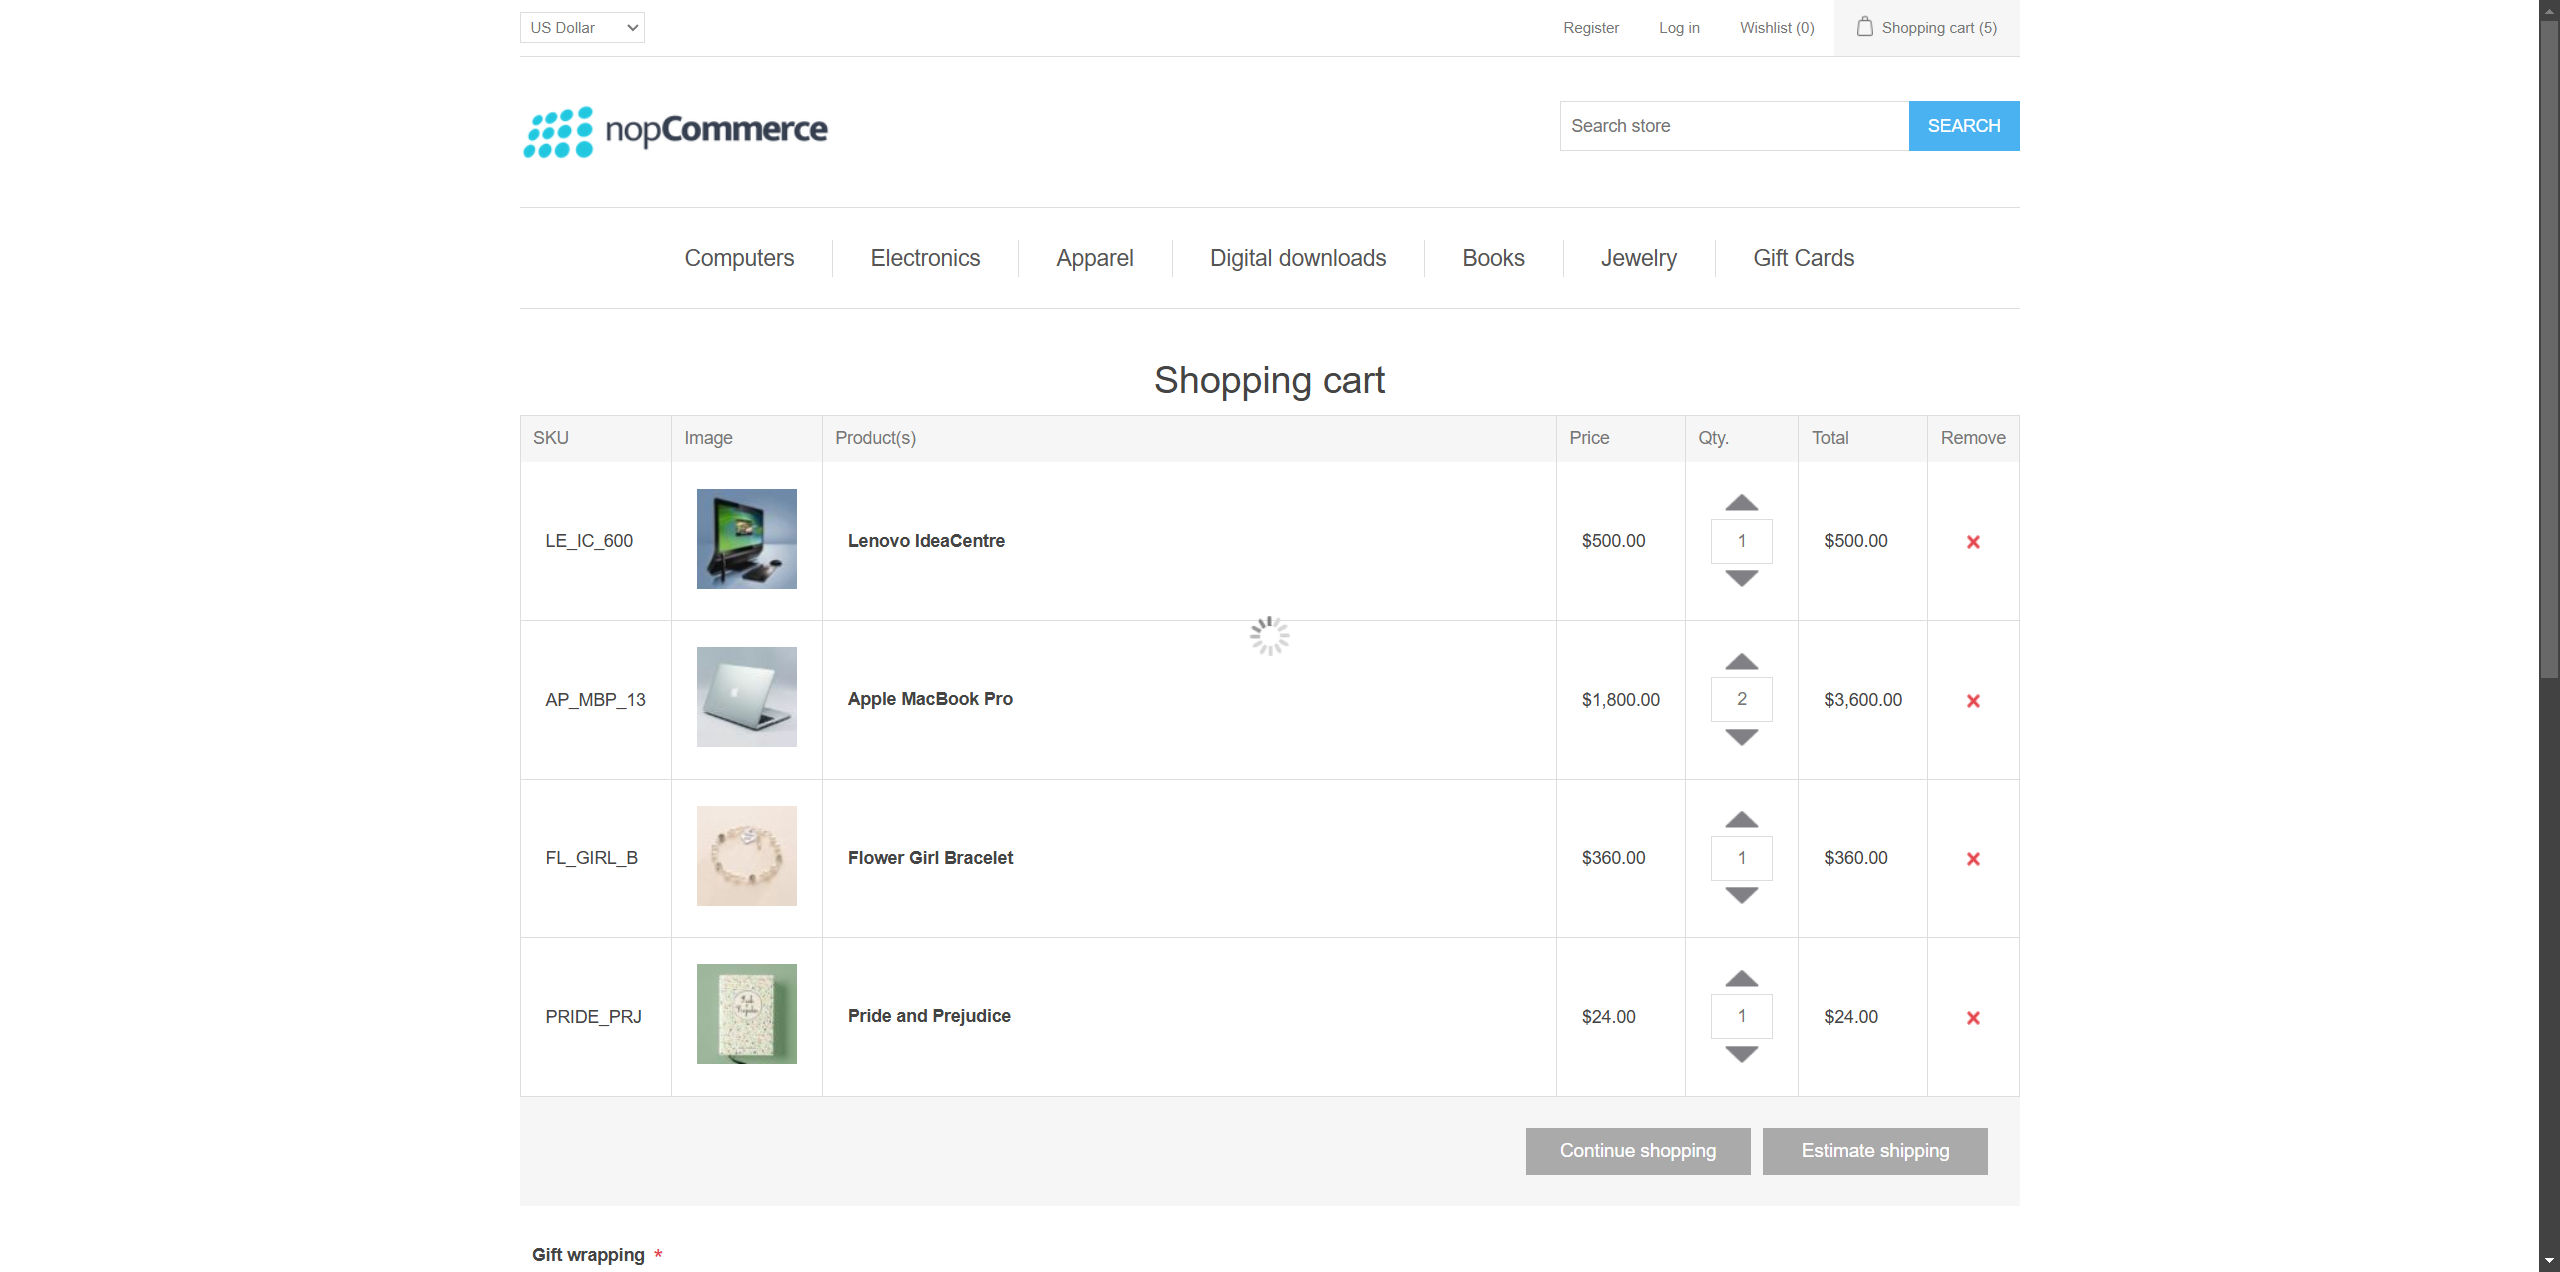 US Dollar
Register
Log in
Wishlist (0)
Shopping cart (5)
nopCommerce
Search store
SEARCH
Computers
Electronics
Apparel
Digital downloads
Books
Jewelry
Gift Cards
Shopping cart
SKU Image Product(s) Price Qty. Total Remove
LE_IC_600 Lenovo IdeaCentre $500.00 1 $500.00
AP_MBP_13 Apple MacBook Pro $1,800.00 2 $3,600.00
FL_GIRL_B Flower Girl Bracelet $360.00 1 $360.00
PRIDE_PRJ Pride and Prejudice $24.00 1 $24.00
Continue shopping
Estimate shipping
Gift wrapping *